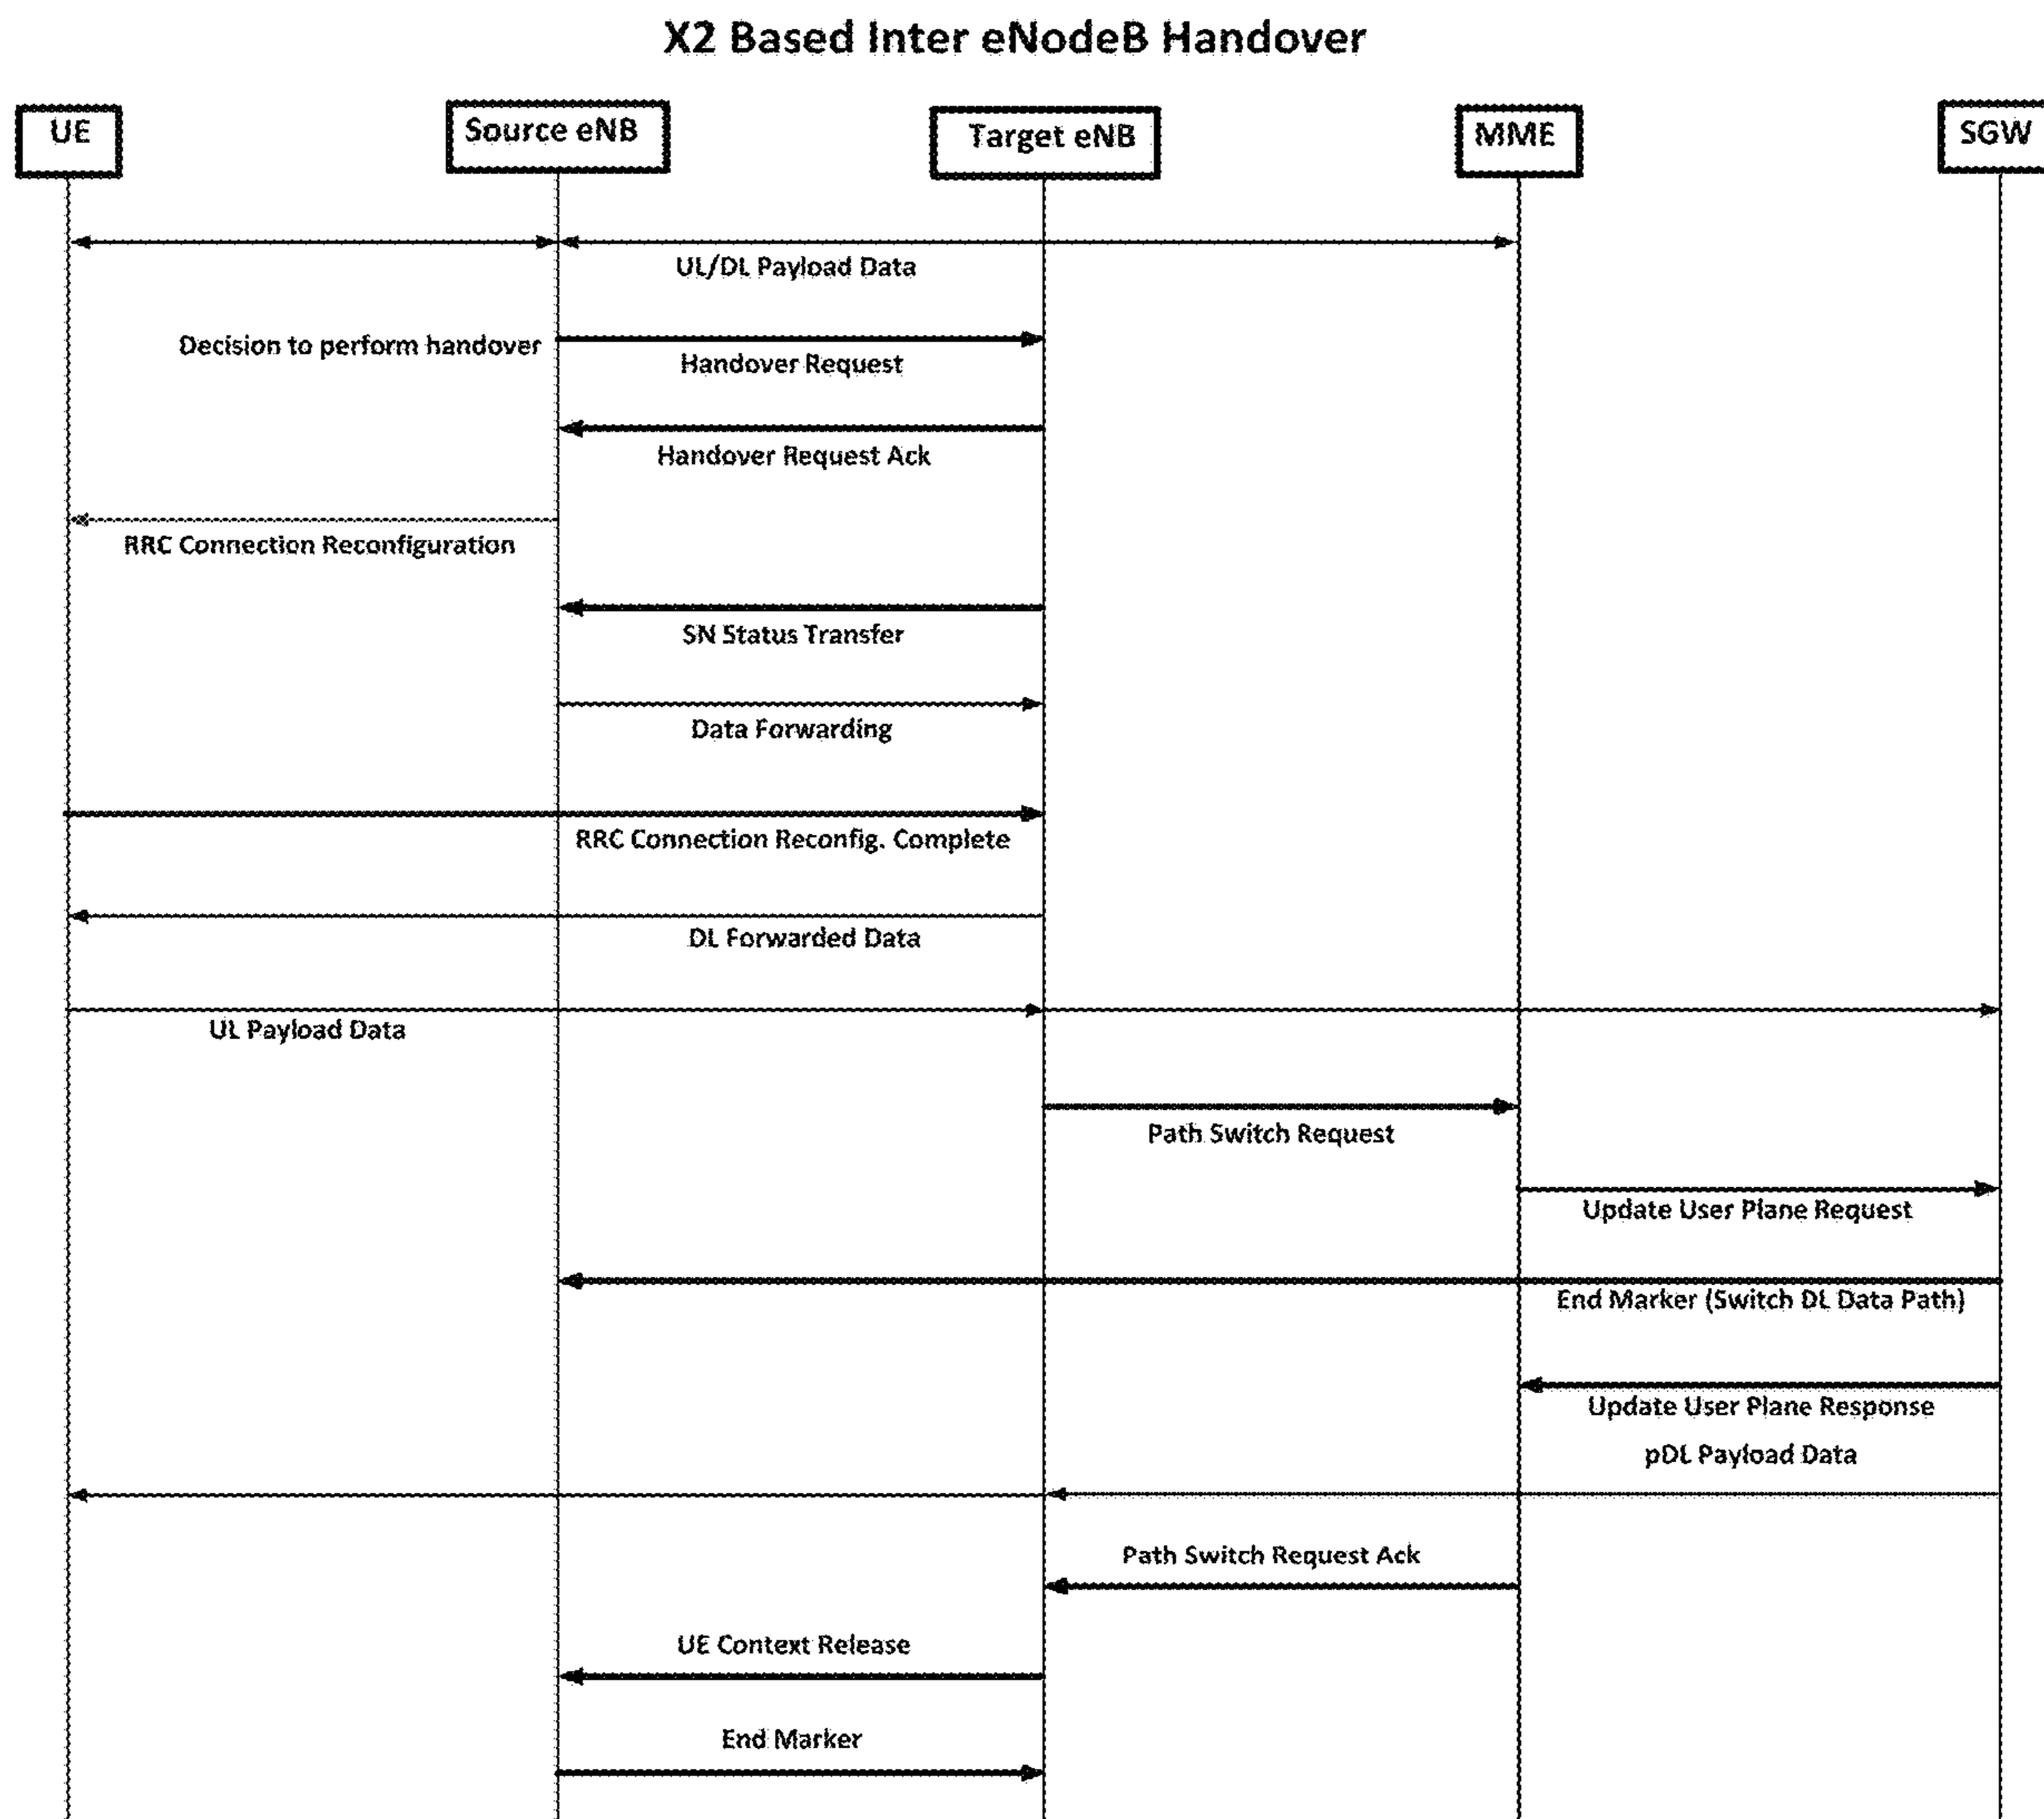 X2 Based Inter eNodeB Handover
UE
Source eNB
Target eNB
MME
SGW
UL/DL Payload Data
Decision to perform handover
Handover Request
Handover Request Ack
RRC Connection Reconfiguration
SN Status Transfer
Data Forwarding
RRC Connection Reconfig. Complete
DL Forwarded Data
UL Payload Data
Path Switch Request
Update User Plane Request
End Marker (Switch DL Data Path)
Update User Plane Response
pDL Payload Data
Path Switch Request Ack
UE Context Release
End Marker